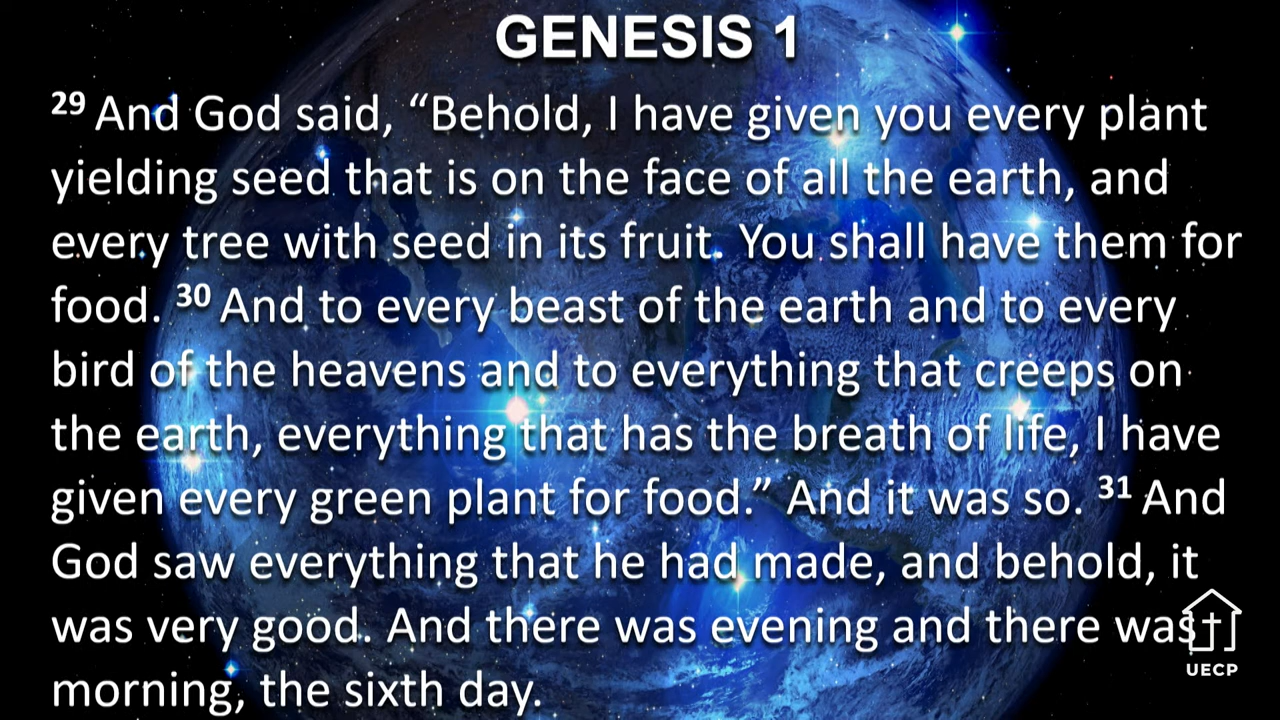 GENESIS 1
29 And God said, “Behold, I have given you every plant
yielding seed that is on the face of all the earth, and
every tree with seed in its fruit. You shall have them for
food. 30 And to every beast of the earth and to every
bird of the heavens and to everything that creeps on
the earth, everything that has the breath of life, I have
given every green plant for food.” And it was so. 31 And
God saw everything that he had made, and behold, it
was very good. And there was evening and there was
morning, the sixth day.
UECP